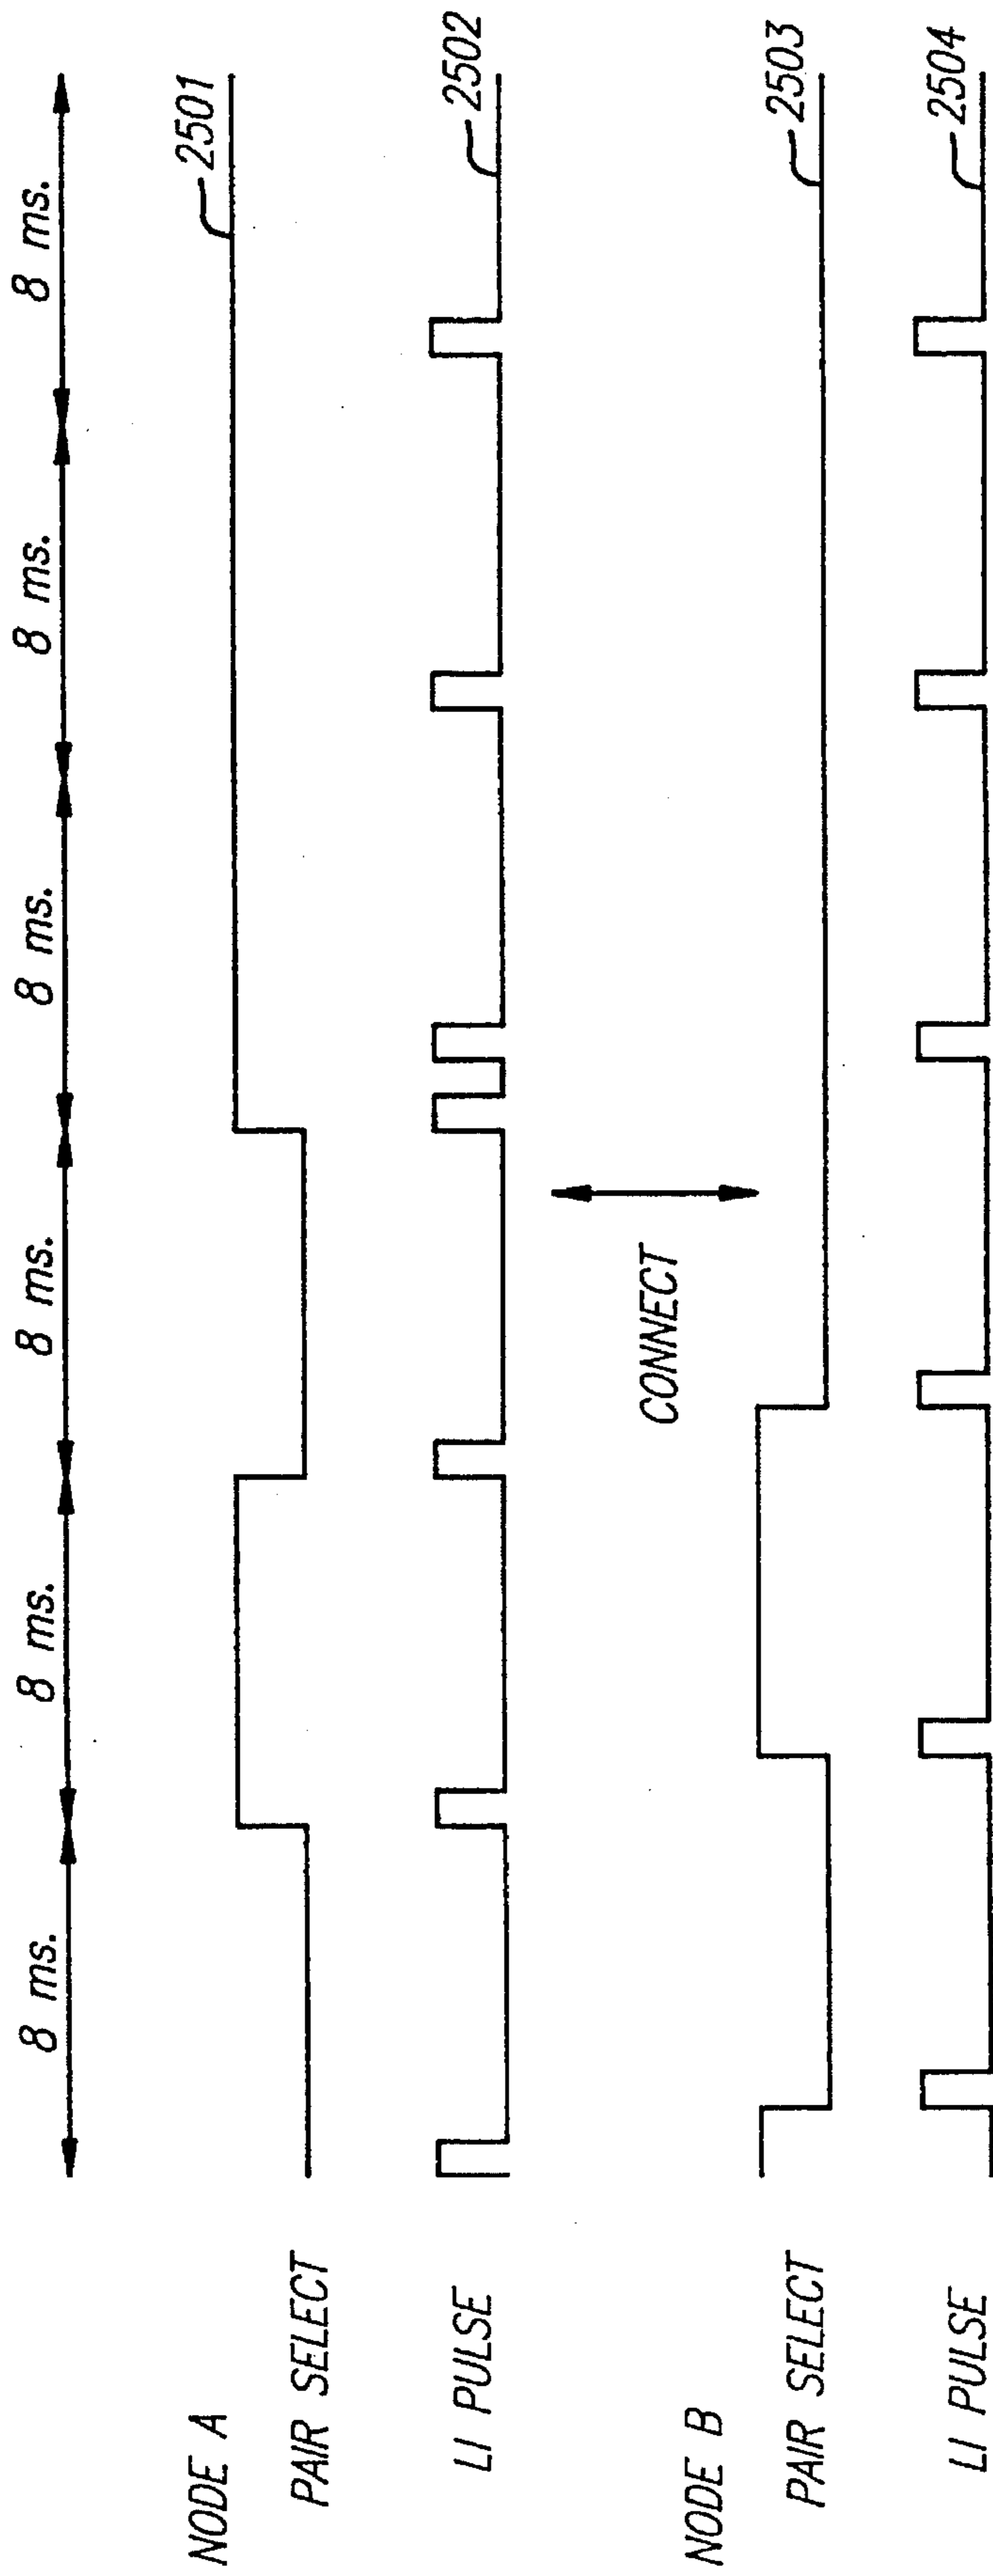 8 ms.
8 ms.
8 ms.
8 ms.
8 ms.
8 ms.
NODE A
PAIR SELECT
2501
LI PULSE
2502
CONNECT
NODE B
PAIR SELECT
2503
LI PULSE
2504